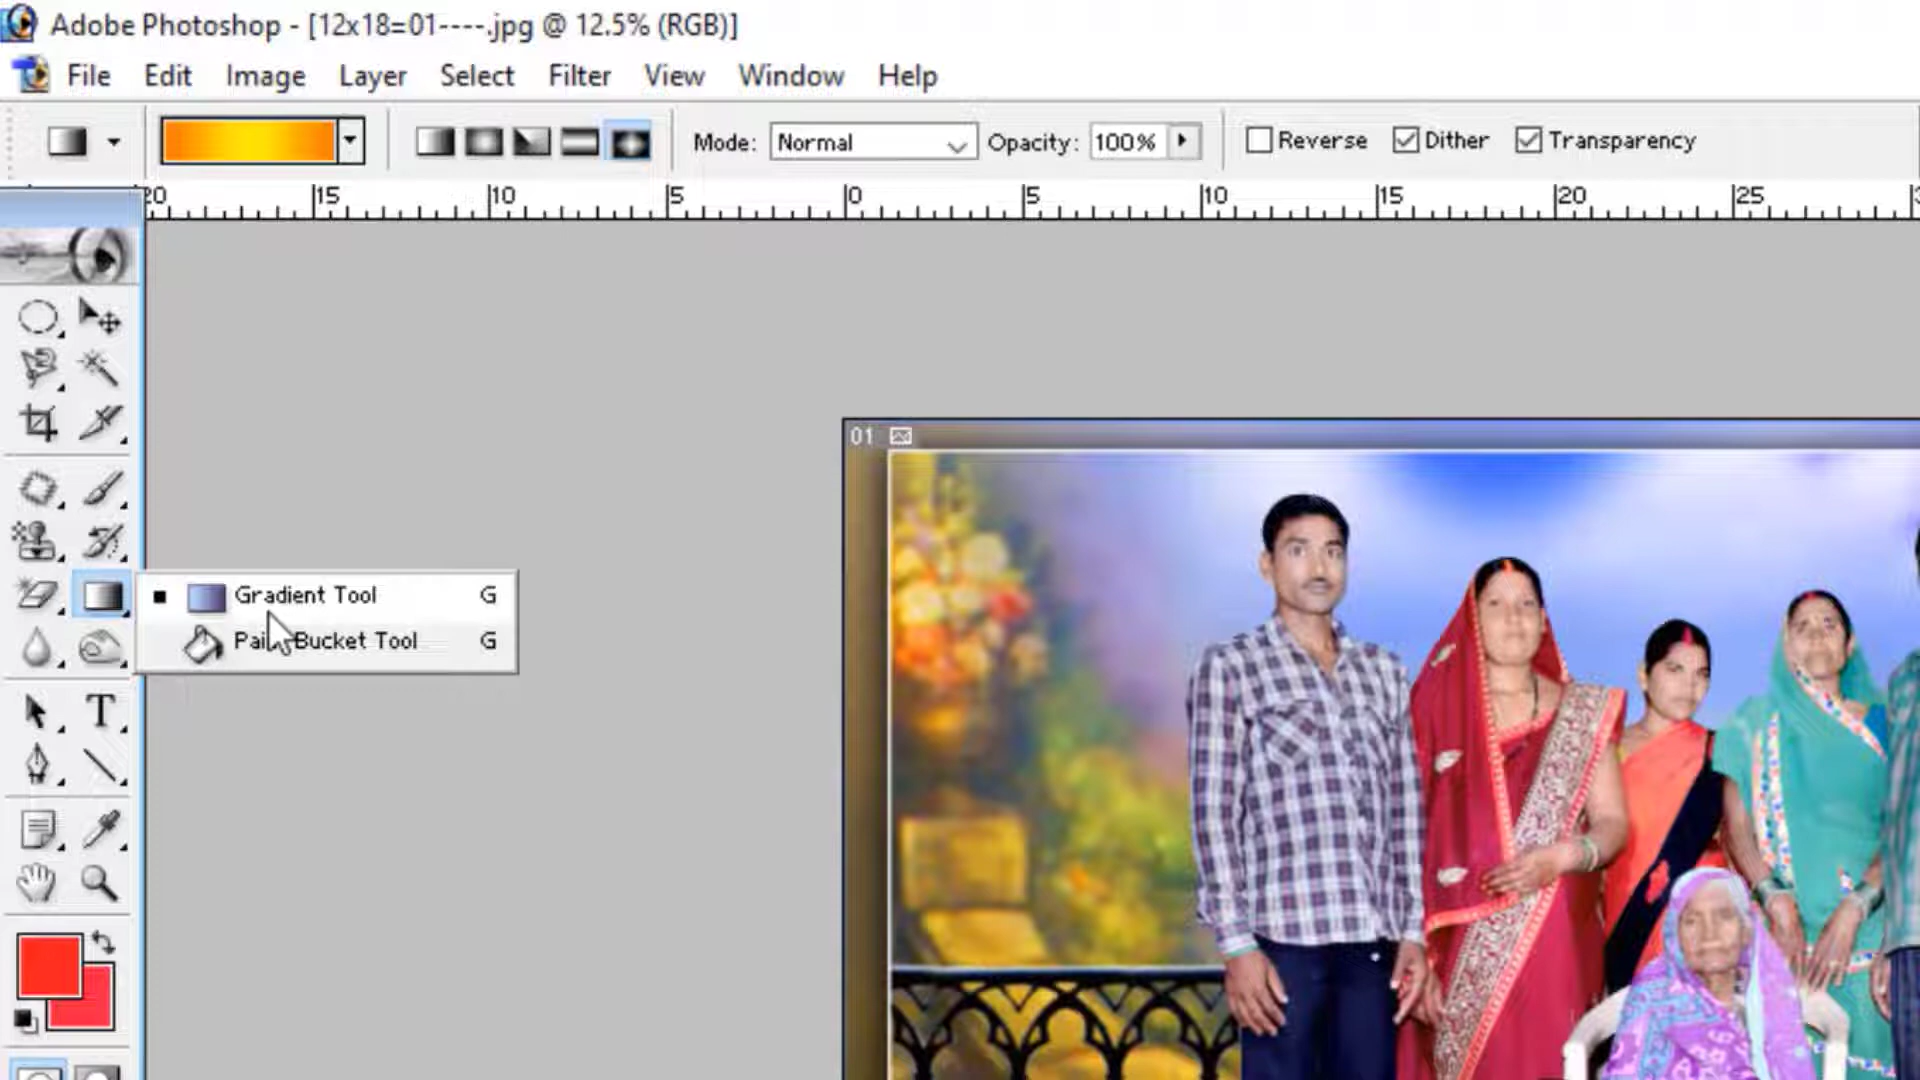 Adobe Photoshop - [12x18=01----.jpg @ 12.5% (RGB)]
File Edit Image Layer Select Filter View Window Help
Mode: Normal Opacity: 100% Reverse Dither Transparency
20 15 10 5 0 5 10 15 20 25
01
Gradient Tool G
Bucket Tool G
T